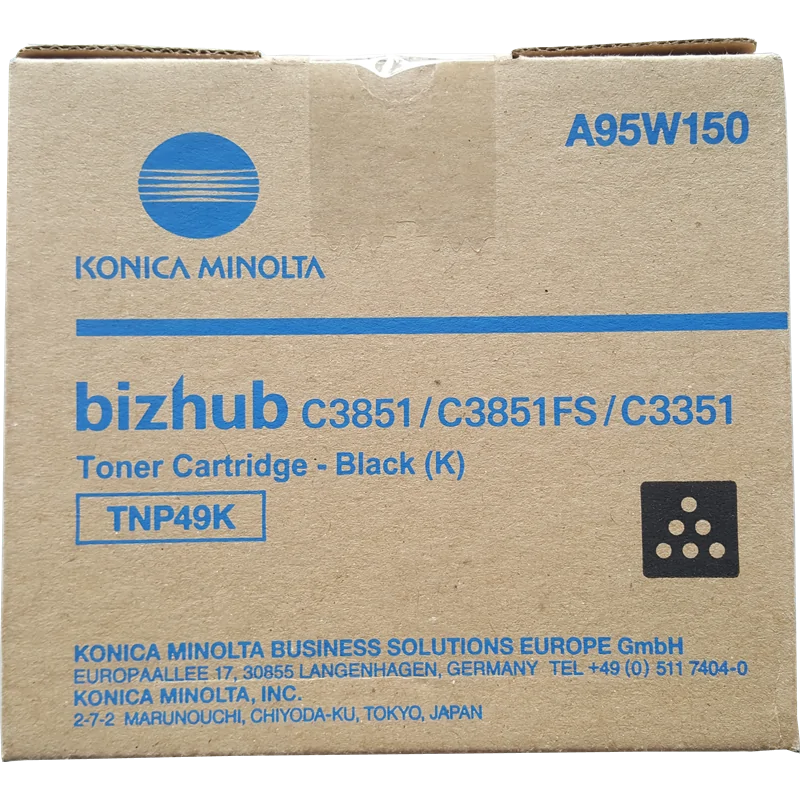 A95W150
KONICA MINOLTA
bizhub C3851/C3851FS/C3351
Toner Cartridge - Black (K)
TNP49K
KONICA MINOLTA BUSINESS SOLUTIONS EUROPE GmbH
EUROPAALLEE 17, 30855 LANGENHAGEN, GERMANY TEL +49 (0) 511 7404-0
KONICA MINOLTA, INC.
2-7-2 MARUNOUCHI, CHIYODA-KU, TOKYO, JAPAN